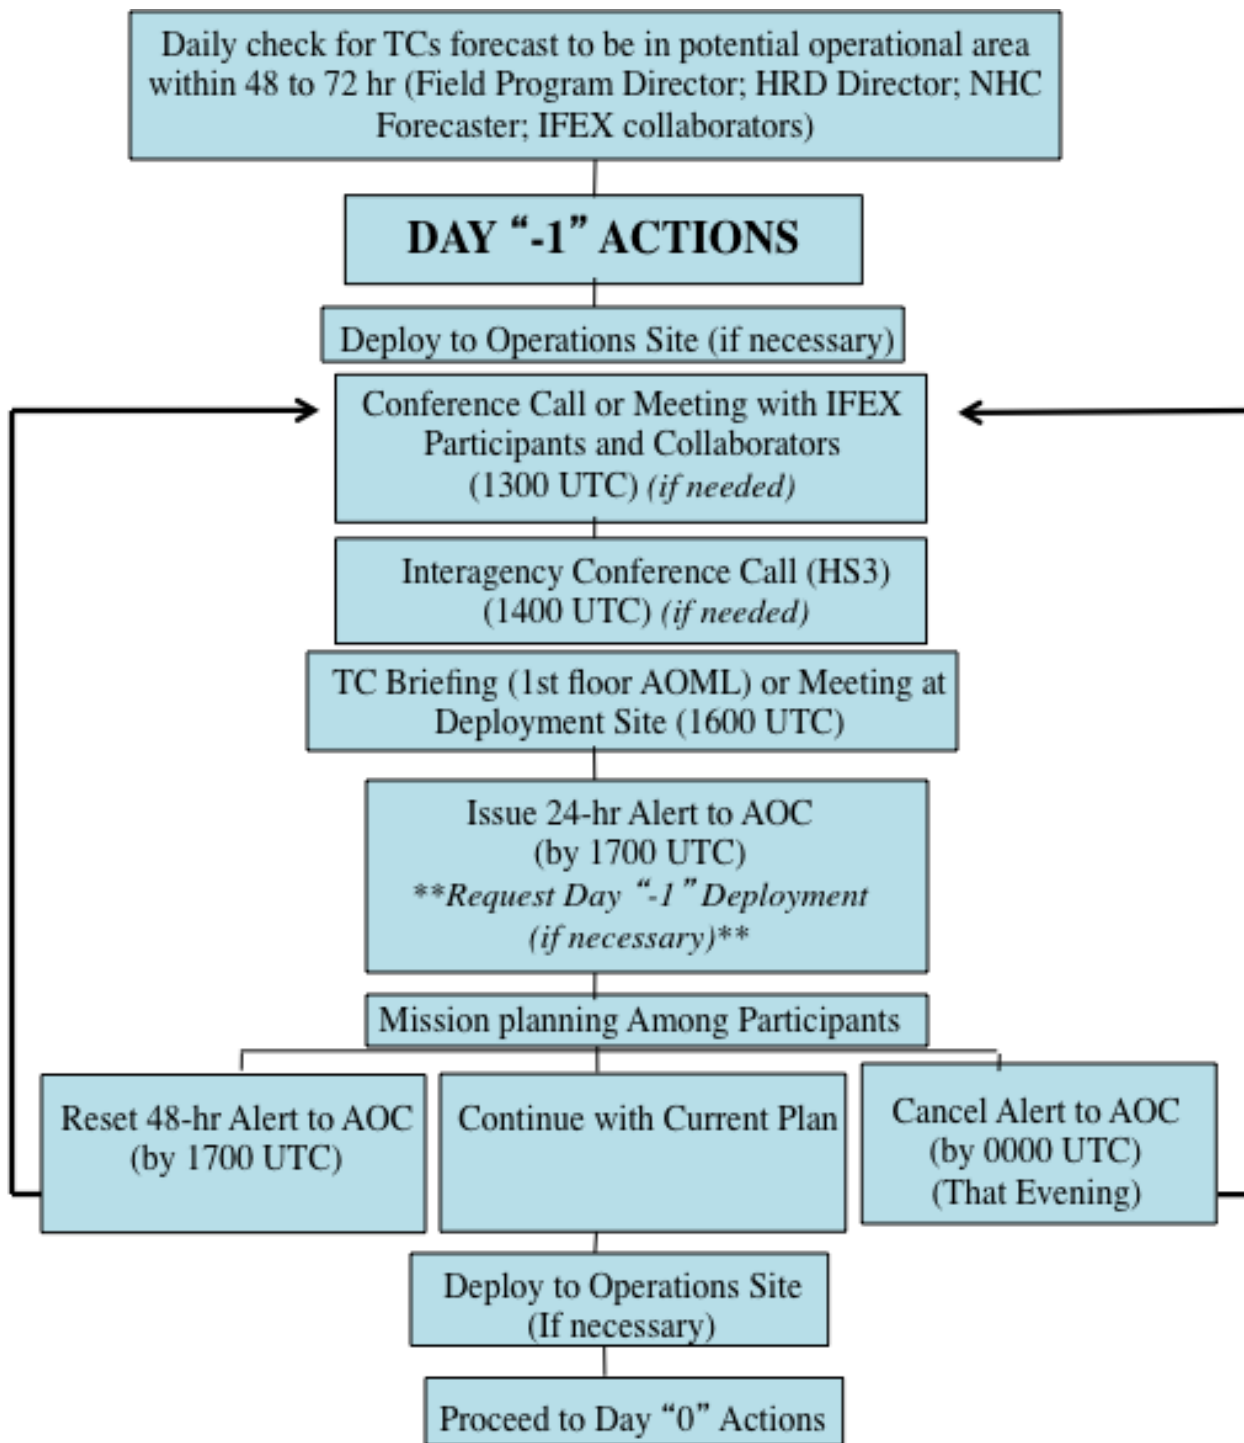 Daily check for TCs forecast to be in potential operational area
within 48 to 72 hr (Field Program Director; HRD Director; NHC
Forecaster; IFEX collaborators)
DAY “-1” ACTIONS
Deploy to Operations Site (if necessary)
Conference Call or Meeting with IFEX
Participants and Collaborators
(1300 UTC) (if needed)
Interagency Conference Call (HS3)
(1400 UTC) (if needed)
TC Briefing (1st floor AOML) or Meeting at
Deployment Site (1600 UTC)
Issue 24-hr Alert to AOC
(by 1700 UTC)
**Request Day “-1” Deployment
(if necessary)**
Mission planning Among Participants
Reset 48-hr Alert to AOC
(by 1700 UTC)
Continue with Current Plan
Cancel Alert to AOC
(by 0000 UTC)
(That Evening)
Deploy to Operations Site
(If necessary)
Proceed to Day “0” Actions